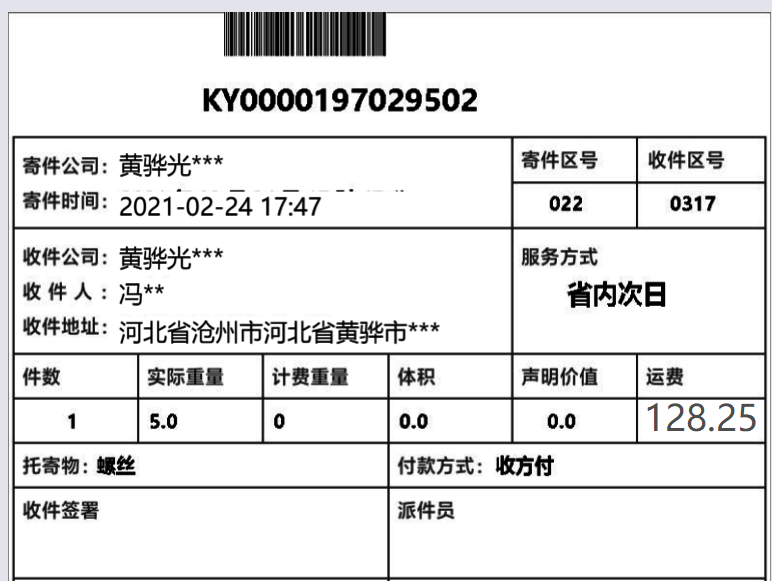 KY0000197029502
寄件公司：黄骅光***
寄件区号 收件区号
寄件时间：2021-02-24 17:47
022 0317
收件公司：黄骅光***
服务方式
收 件 人 ：冯**
省内次日
收件地址：河北省沧州市河北省黄骅市***
件数 实际重量 计费重量 体积 声明价值 运费
1 5.0 0 0.0 0.0 128.25
托寄物：螺丝 付款方式：收方付
收件签署 派件员